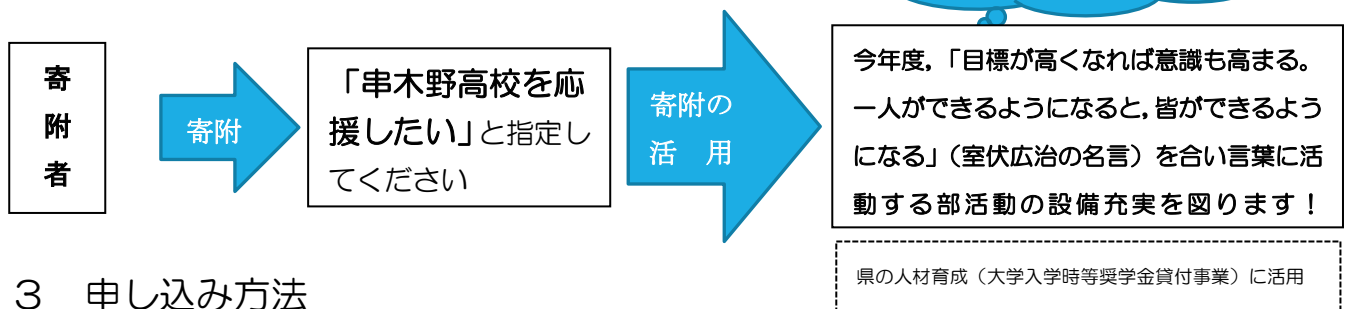 寄
附
者
寄附
「串木野高校を応
援したい」と指定し
てください
寄附の
活　用
今年度，「目標が高くなれば意識も高まる。
一人ができるようになると，皆ができるよう
になる」（室伏広治の名言）を合い言葉に活
動する部活動の設備充実を図ります！
県の人材育成（大学入学時等奨学金貸付事業）に活用
３　申し込み方法